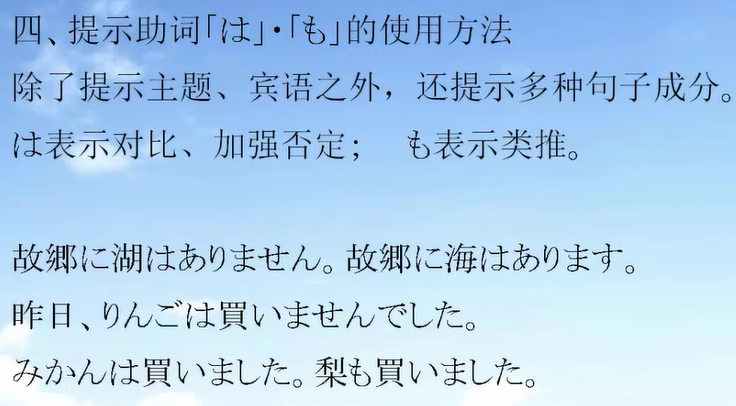 四、提示助词「は」・「も」的使用方法
除了提示主题、宾语之外，还提示多种句子成分。
は表示对比、加强否定；　も表示类推。
故郷に湖はありません。故郷に海はあります。
昨日、りんごは買いませんでした。
みかんは買いました。梨も買いました。